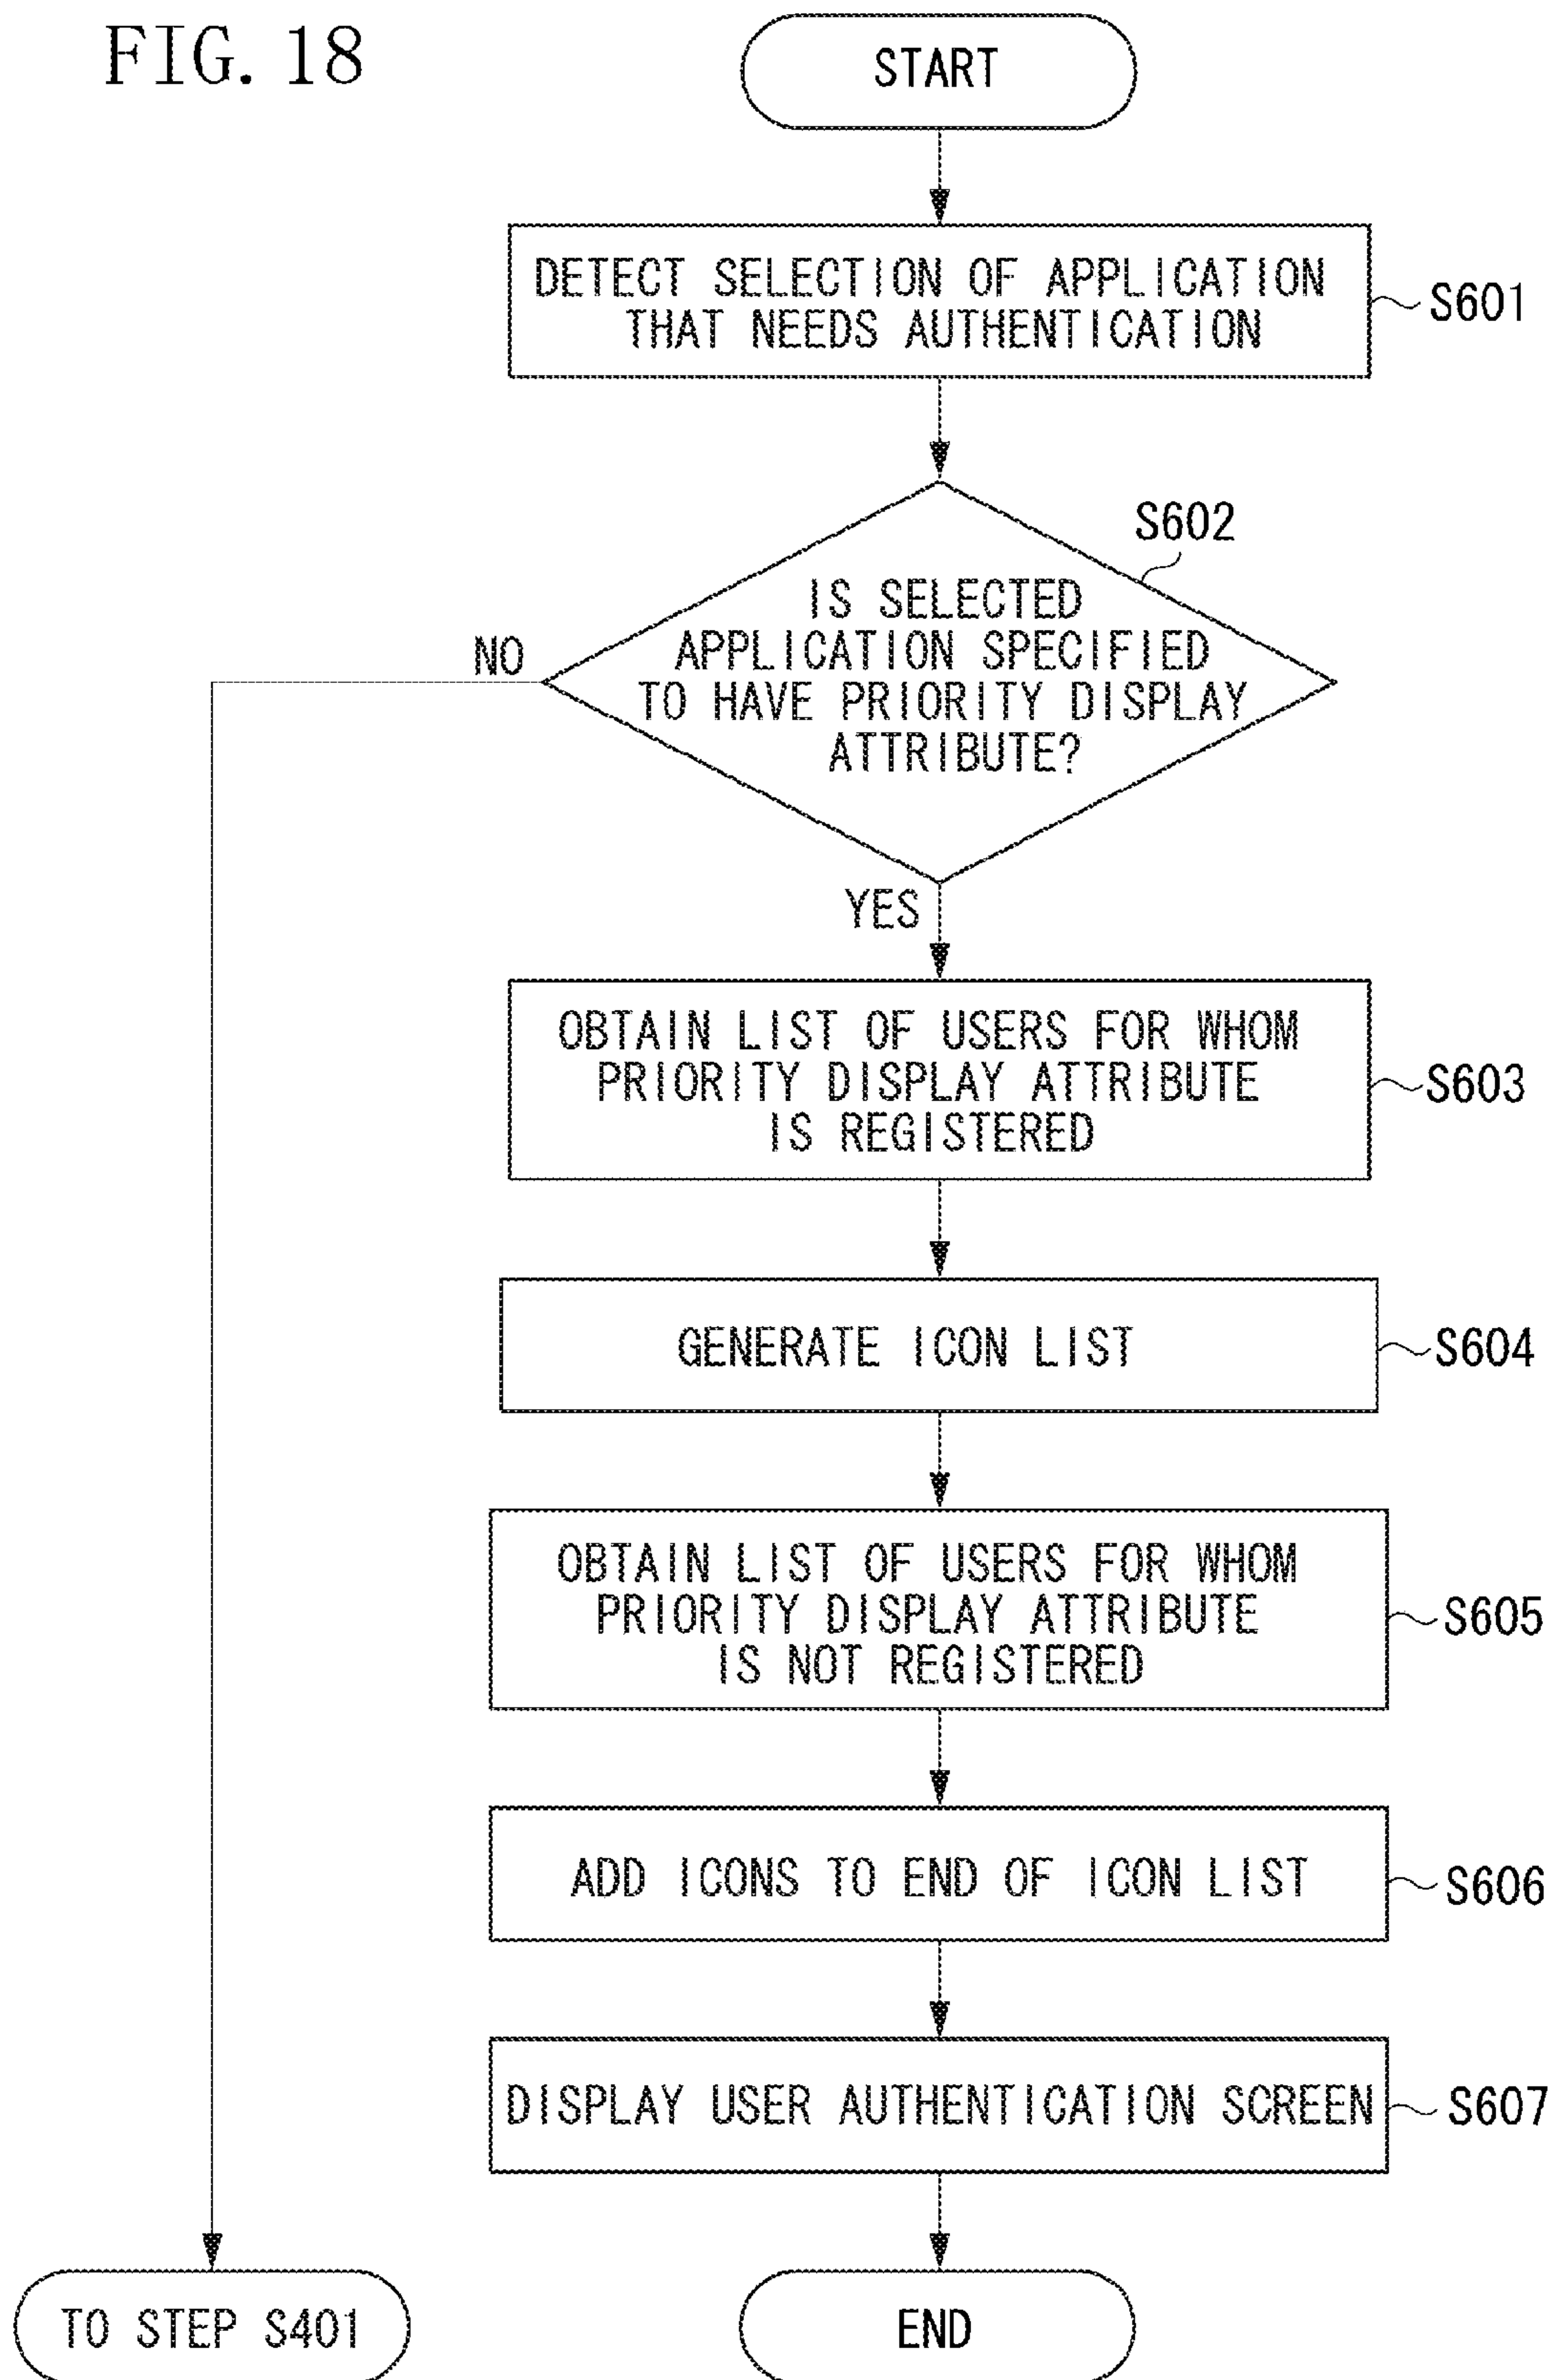 FIG. 18
START
DETECT SELECTION OF APPLICATION
THAT NEEDS AUTHENTICATION
S601
S602
IS SELECTED
APPLICATION SPECIFIED
TO HAVE PRIORITY DISPLAY
ATTRIBUTE?
NO
YES
OBTAIN LIST OF USERS FOR WHOM
PRIORITY DISPLAY ATTRIBUTE
IS REGISTERED
S603
GENERATE ICON LIST
S604
OBTAIN LIST OF USERS FOR WHOM
PRIORITY DISPLAY ATTRIBUTE
IS NOT REGISTERED
S605
ADD ICONS TO END OF ICON LIST
S606
DISPLAY USER AUTHENTICATION SCREEN
S607
TO STEP S401
END